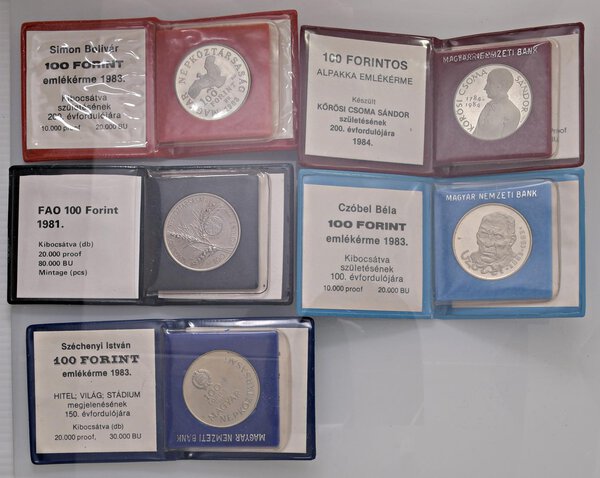 Simon Bolivár
100 FORINT
emlékérme 1983.
Kibocsátva
születésének
200. évfordulójára
10.000 proof 20.000 BU
100 FORINTOS
ALPAKKA EMLÉKÉRME
Készült
KŐRÖSI CSOMA SÁNDOR
születésének
200. évfordulójára
1984.
MAGYAR NEMZETI BANK
KŐRÖSI CSOMA SÁNDOR
1784-
1984
FAO 100 Forint
1981.
Kibocsátva (db)
20.000 proof
80.000 BU
Mintage (pcs)
Czóbel Béla
100 FORINT
emlékérme 1983.
Kibocsátva
születésének
100. évfordulójára
10.000 proof 20.000 BU
MAGYAR NEMZETI BANK
Széchenyi István
100 FORINT
emlékérme 1983.
HITEL; VILÁG; STÁDIUM
megjelenésének
150. évfordulójára
Kibocsátva (db)
20.000 proof, 30.000 BU
100
MAGYAR NEMZETI BANK